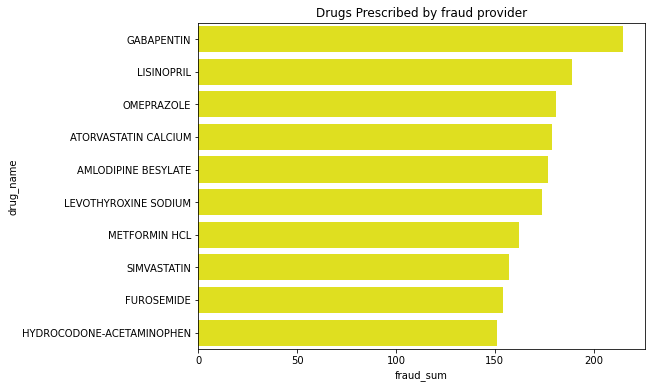 Drugs Prescribed by fraud provider
drug_name
GABAPENTIN
LISINOPRIL
OMEPRAZOLE
ATORVASTATIN CALCIUM
AMLODIPINE BESYLATE
LEVOTHYROXINE SODIUM
METFORMIN HCL
SIMVASTATIN
FUROSEMIDE
HYDROCODONE-ACETAMINOPHEN
0 50 100 150 200
fraud_sum